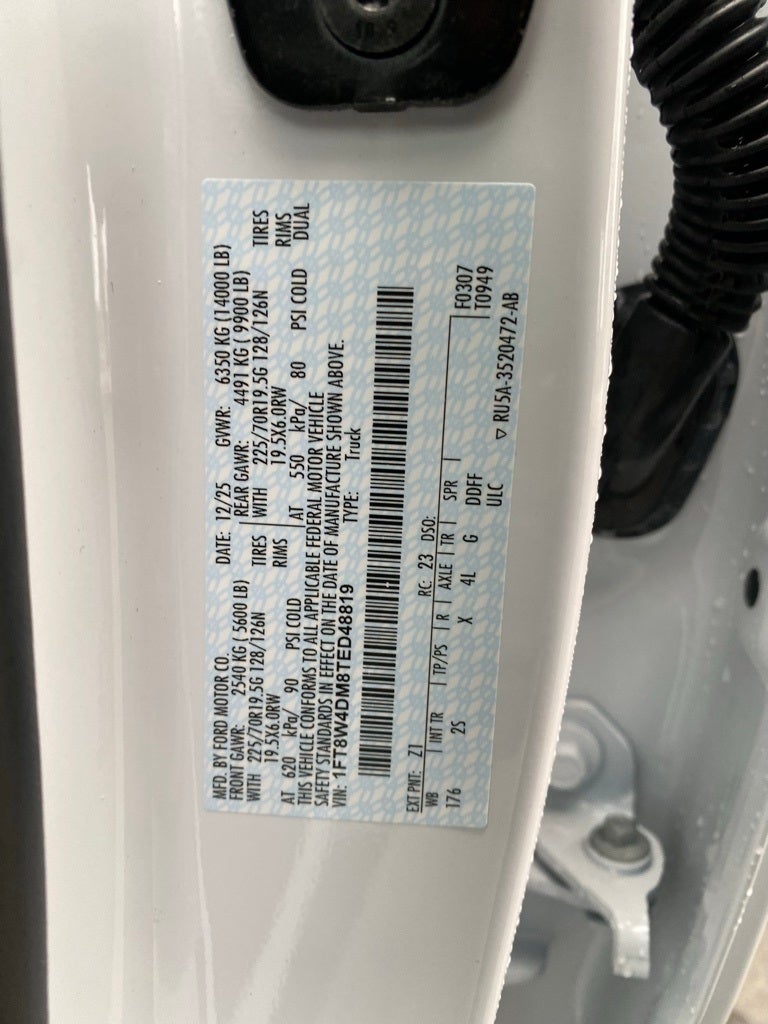 MFD. BY FORD MOTOR CO.
DATE: 12/25 GVWR: 6350 KG (14000 LB)
FRONT GAWR: 2540 KG ( 5600 LB)
REAR GAWR: 4491 KG ( 9900 LB)
WITH 225/70R19.5G 128/126N TIRES
WITH 225/70R19.5G 128/126N TIRES
19.5X6.0RW RIMS
19.5X6.0RW RIMS
AT 620 kPa/ 90 PSI COLD
AT 550 kPa/ 80 PSI COLD DUAL
THIS VEHICLE CONFORMS TO ALL APPLICABLE FEDERAL MOTOR VEHICLE
SAFETY STANDARDS IN EFFECT ON THE DATE OF MANUFACTURE SHOWN ABOVE.
VIN: 1FT8W4DM8TED48819 TYPE: Truck
EXT PNT: Z1 RC: 23 DSO: F0307
WB INT TR TP/PS R AXLE TR SPR T0949
176 2S X 4L G DDFF
ULC ▽ RU5A-3520472-AB